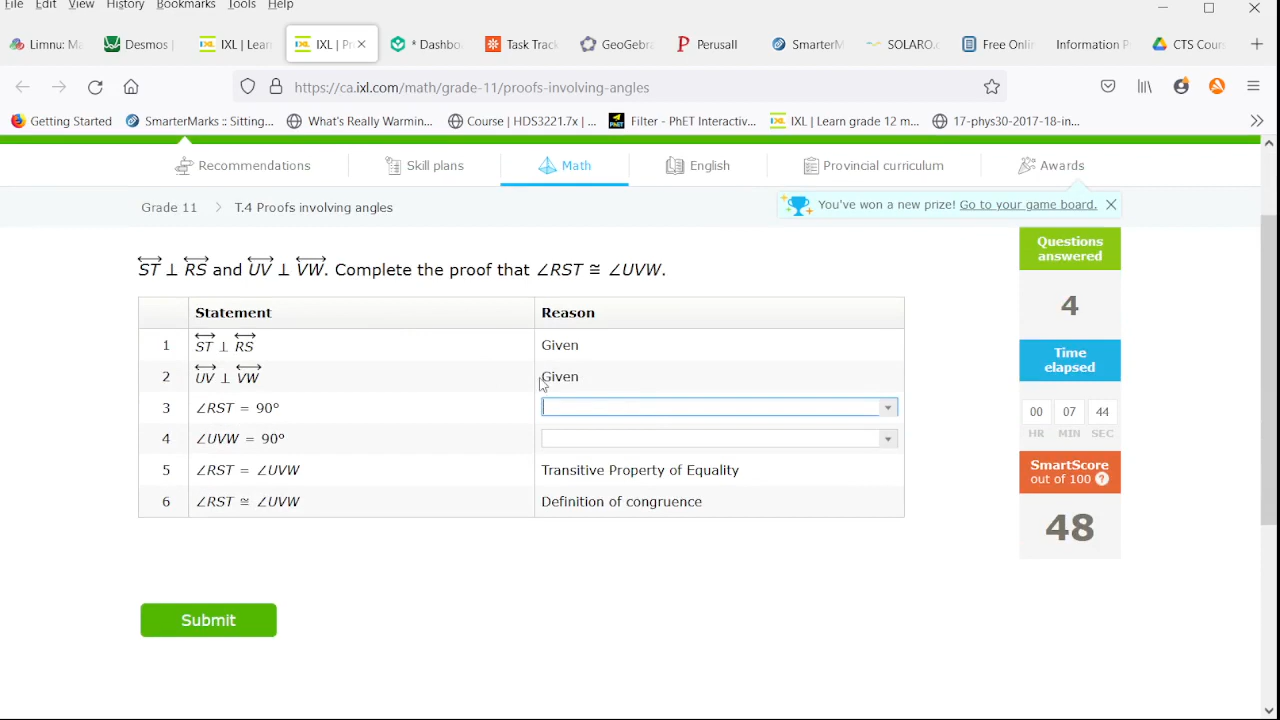 File Edit View History Bookmarks Tools Help
Limnu: Ma Desmos | IXL | Lear IXL | Pr * Dashbo Task Track GeoGebr Perusall SmarterM SOLARO.c Free Onli Information P CTS Cour
https://ca.ixl.com/math/grade-11/proofs-involving-angles
Getting Started SmarterMarks :: Sitting... What's Really Warmin... Course | HDS3221.7x | ... Filter - PhET Interactiv... IXL | Learn grade 12 m... 17-phys30-2017-18-in...
Recommendations Skill plans Math English Provincial curriculum Awards
Grade 11 > T.4 Proofs involving angles
You've won a new prize! Go to your game board.
ST ⊥ RS and UV ⊥ VW. Complete the proof that ∠RST ≅ ∠UVW.
Statement Reason
1 ST ⊥ RS Given
2 UV ⊥ VW Given
3 ∠RST = 90°
4 ∠UVW = 90°
5 ∠RST = ∠UVW Transitive Property of Equality
6 ∠RST ≅ ∠UVW Definition of congruence
Submit
Questions
answered
4
Time
elapsed
00 07 44
HR MIN SEC
SmartScore
out of 100 ?
48